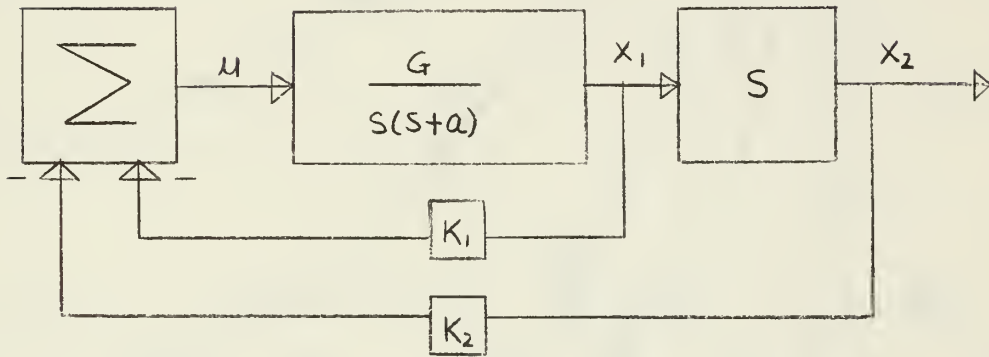 Σ
μ
G
S(S+a)
X₁
S
X₂
-
-
K₁
K₂